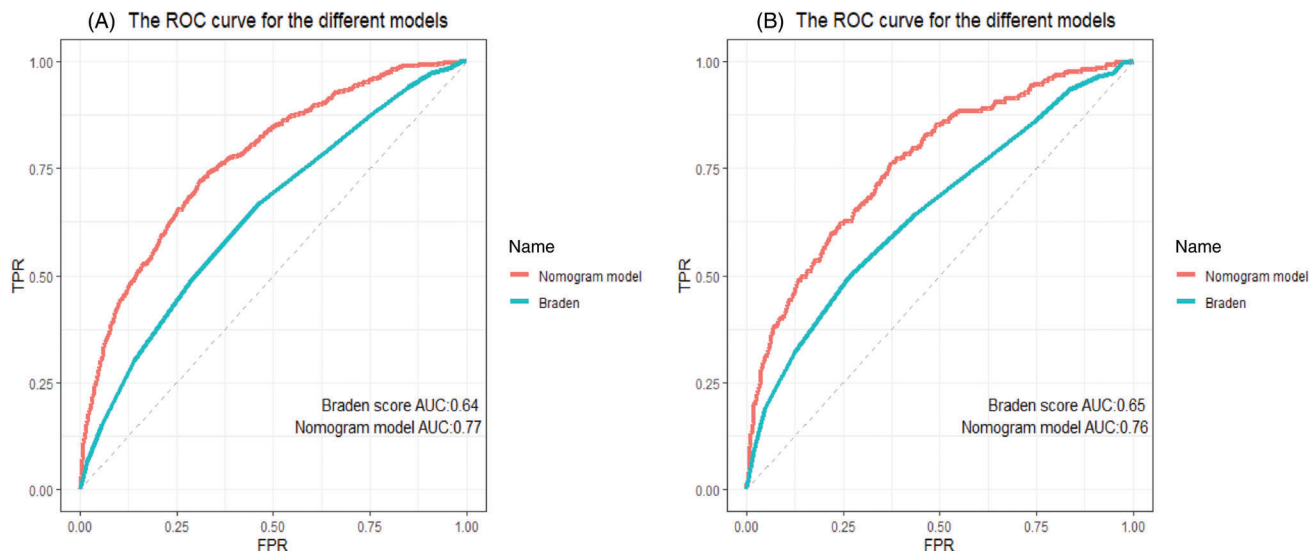 (A) The ROC curve for the different models
1.00
0.75
0.50
0.25
0.00
TPR
0.00 0.25 0.50 0.75 1.00
FPR
Braden score AUC:0.64
Nomogram model AUC:0.77
Name
Nomogram model
Braden
(B) The ROC curve for the different models
1.00
0.75
0.50
0.25
0.00
TPR
0.00 0.25 0.50 0.75 1.00
FPR
Braden score AUC:0.65
Nomogram model AUC:0.76
Name
Nomogram model
Braden